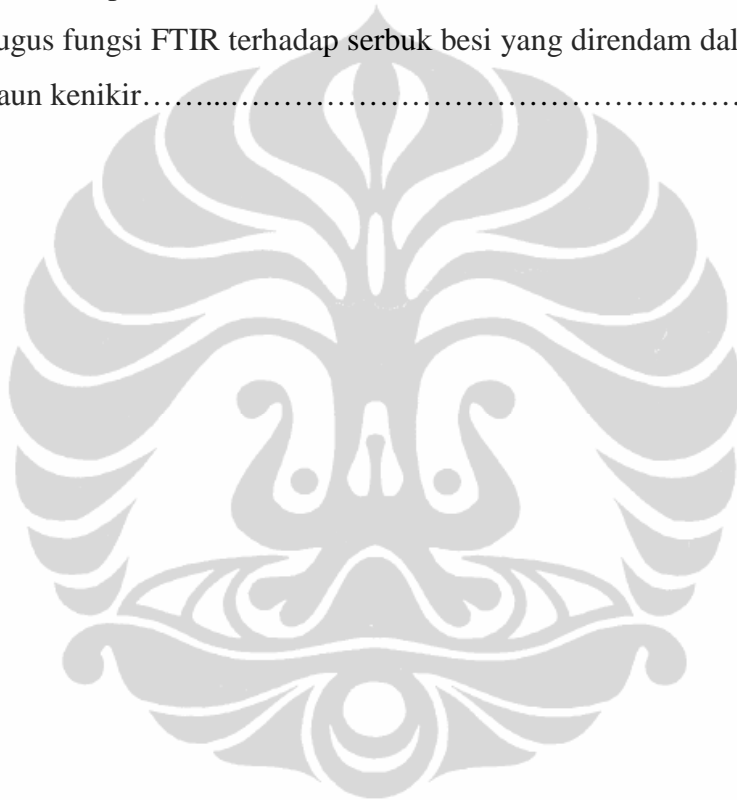 ugus fungsi FTIR terhadap serbuk besi yang direndam dal
aun kenikir……...……………………………………………